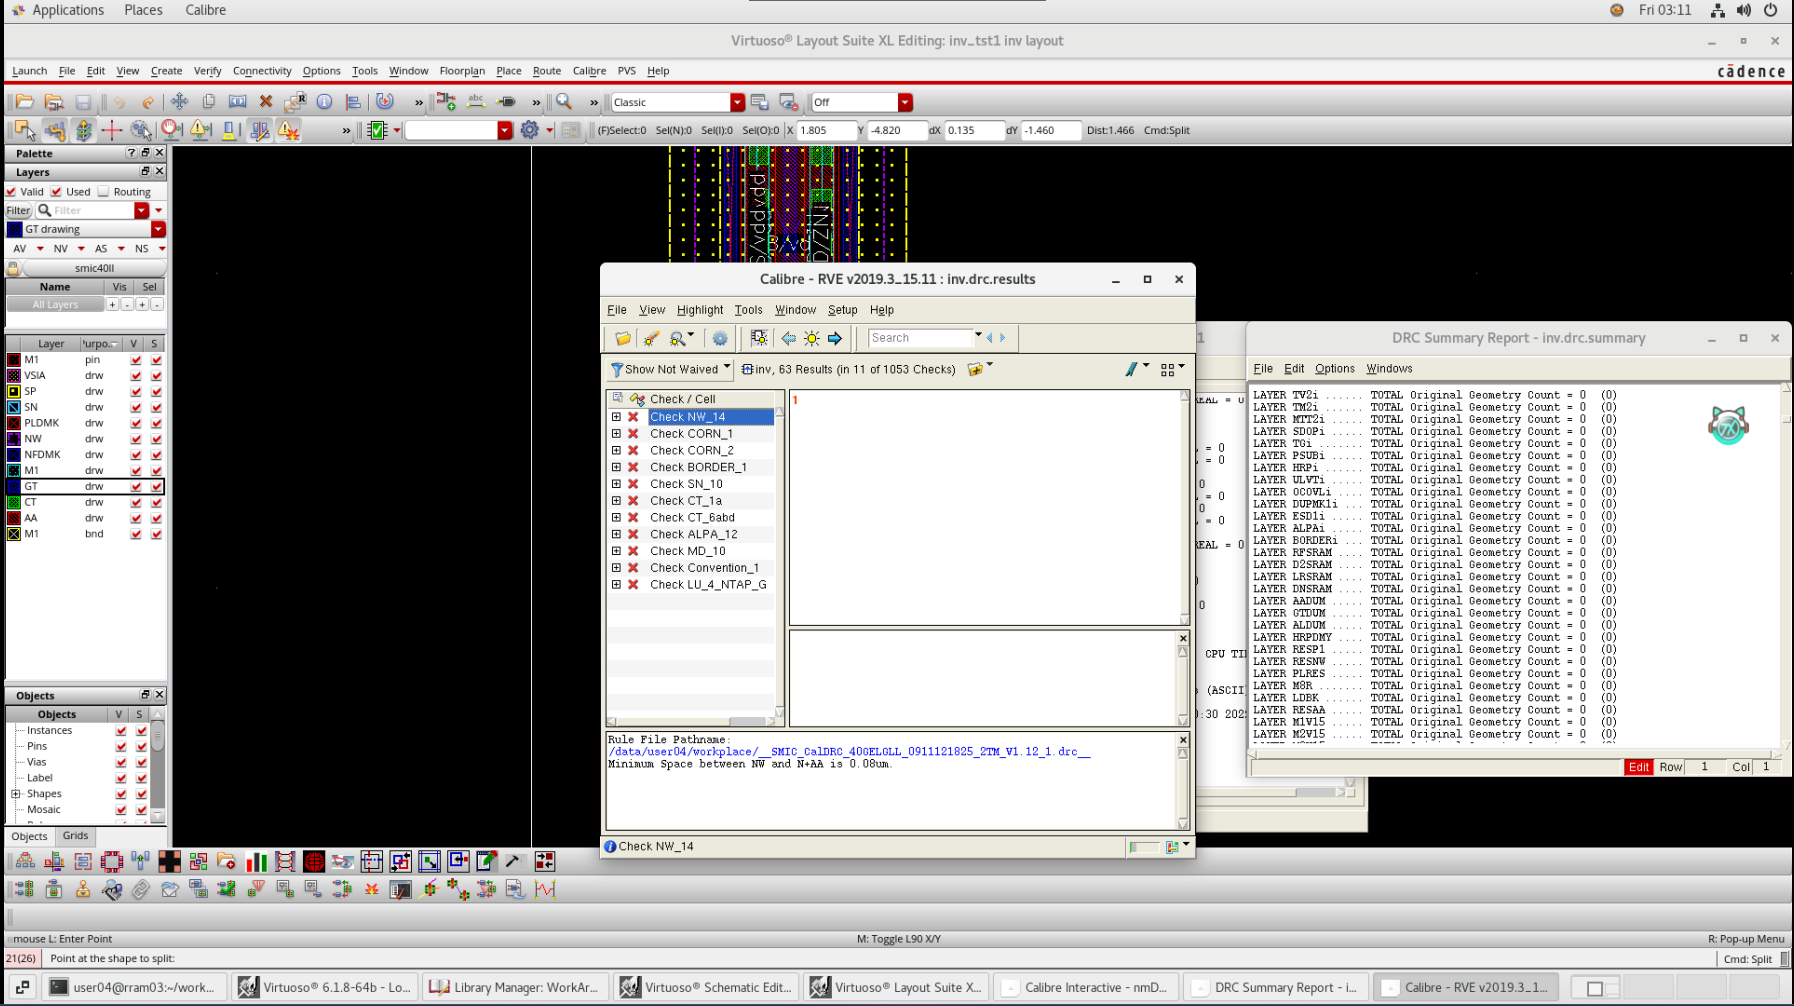 Applications Places Calibre
Fri 03:11
Virtuoso® Layout Suite XL Editing: inv_tst1 inv layout
Launch File Edit View Create Verify Connectivity Options Tools Window Floorplan Place Route Calibre PVS Help
cādence
Classic
Off
(F)Select:0 Sel(N):0 Sel(I):0 Sel(O):0 X 1.805 Y -4.820 dX 0.135 dY -1.460 Dist:1.466 Cmd:Split
Palette
Layers
Valid Used Routing
Filter Filter
GT drawing
AV NV AS NS
smic40ll
Name Vis Sel
All Layers + - + -
Layer V S
M1 pin
VSIA drw
SP drw
SN drw
PLDMK drw
NW drw
NFDMK drw
M1 drw
GT drw
CT drw
AA drw
M1 bnd
Objects
Objects V S
Instances
Pins
Vias
Label
Shapes
Mosaic
Objects Grids
S/vddvdd
D/ZNN
Calibre - RVE v2019.3_15.11 : inv.drc.results
File View Highlight Tools Window Setup Help
Search
Show Not Waived inv, 63 Results (in 11 of 1053 Checks)
Check / Cell
Check NW_14
Check CORN_1
Check CORN_2
Check BORDER_1
Check SN_10
Check CT_1a
Check CT_6abd
Check ALPA_12
Check MD_10
Check Convention_1
Check LU_4_NTAP_G
1
Rule File Pathname:
/data/user04/workplace/__SMIC_CalDRC_40GELGLL_0911121825_2TM_V1.12_1.drc__
Minimum Space between NW and N+AA is 0.08um.
Check NW_14
1
= 0
= 0
0
= 0
0
= 0
EAL = 0
0
CPU TI
(ASCII
:30 202
DRC Summary Report - inv.drc.summary
File Edit Options Windows
LAYER TV2i ...... TOTAL Original Geometry Count = 0 (0)
LAYER TM2i ...... TOTAL Original Geometry Count = 0 (0)
LAYER MTT2i ..... TOTAL Original Geometry Count = 0 (0)
LAYER SDOPi ..... TOTAL Original Geometry Count = 0 (0)
LAYER TGi ....... TOTAL Original Geometry Count = 0 (0)
LAYER PSUBi ..... TOTAL Original Geometry Count = 0 (0)
LAYER HRPi ...... TOTAL Original Geometry Count = 0 (0)
LAYER ULVTi ..... TOTAL Original Geometry Count = 0 (0)
LAYER OCOVLi .... TOTAL Original Geometry Count = 0 (0)
LAYER DUPMK1i ... TOTAL Original Geometry Count = 0 (0)
LAYER ESD1i ..... TOTAL Original Geometry Count = 0 (0)
LAYER ALPAi ..... TOTAL Original Geometry Count = 0 (0)
LAYER BORDERi ... TOTAL Original Geometry Count = 0 (0)
LAYER RFSRAM .... TOTAL Original Geometry Count = 0 (0)
LAYER D2SRAM .... TOTAL Original Geometry Count = 0 (0)
LAYER LRSRAM .... TOTAL Original Geometry Count = 0 (0)
LAYER DNSRAM .... TOTAL Original Geometry Count = 0 (0)
LAYER AADUM ..... TOTAL Original Geometry Count = 0 (0)
LAYER GTDUM ..... TOTAL Original Geometry Count = 0 (0)
LAYER ALDUM ..... TOTAL Original Geometry Count = 0 (0)
LAYER HRPDMY .... TOTAL Original Geometry Count = 0 (0)
LAYER RESP1 ..... TOTAL Original Geometry Count = 0 (0)
LAYER RESNW ..... TOTAL Original Geometry Count = 0 (0)
LAYER PLRES ..... TOTAL Original Geometry Count = 0 (0)
LAYER M8R ....... TOTAL Original Geometry Count = 0 (0)
LAYER LDBK ...... TOTAL Original Geometry Count = 0 (0)
LAYER RESAA ..... TOTAL Original Geometry Count = 0 (0)
LAYER M1V15 ..... TOTAL Original Geometry Count = 0 (0)
LAYER M2V15 ..... TOTAL Original Geometry Count = 0 (0)
Edit Row 1 Col 1
mouse L: Enter Point M: Toggle L90 X/Y R: Pop-up Menu
21(26) Point at the shape to split: Cmd: Split
user04@rram03:~/work... Virtuoso® 6.1.8-64b - Lo... Library Manager: WorkAr... Virtuoso® Schematic Edit... Virtuoso® Layout Suite X... Calibre Interactive - nmD... DRC Summary Report - i... Calibre - RVE v2019.3_1...